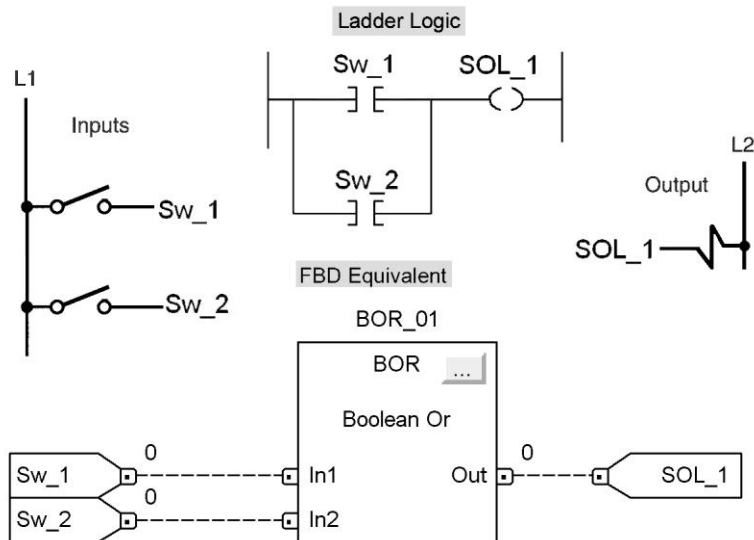 Ladder Logic
Sw_1
SOL_1
L1
Inputs
Sw_2
L2
Output
Sw_1
SOL_1
Sw_2
FBD Equivalent
BOR_01
BOR
...
Boolean Or
0
0
Sw_1
In1
Out
SOL_1
0
Sw_2
In2